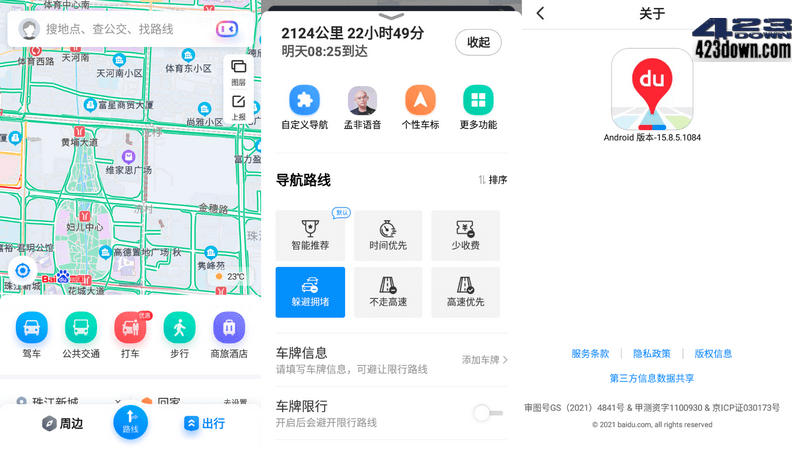 搜地点、查公交、找路线
体育中心
体育西路
天河南
天河南小区
体育东小区
图层
上报
富星商贸大厦
尚雅小区
黄埔大道
维家思广场
金穗路
妇儿中心
高德置地广场·秋
隽峰苑
珠江新城
花城大道
Bai
23°C
驾车
公共交通
打车
优惠
步行
商旅酒店
珠江新城
回家
去设置
周边
路线
出行
2124公里 22小时49分
明天08:25到达
收起
自定义导航
孟非语音
个性车标
更多功能
导航路线
排序
默认
智能推荐
时间优先
少收费
躲避拥堵
不走高速
高速优先
车牌信息
请填写车牌信息，可避让限行路线
添加车牌
车牌限行
开启后会避开限行路线
关于
423DOWN
423down.com
du
Android 版本-15.8.5.1084
服务条款
隐私政策
版权信息
第三方信息数据共享
审图号GS（2021）4841号 & 甲测资字1100930 & 京ICP证030173号
© 2021 baidu.com, all rights reserved